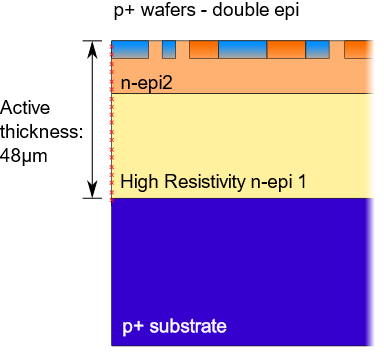 p+ wafers - double epi
n-epi2
Active
thickness:
48µm
High Resistivity n-epi 1
p+ substrate